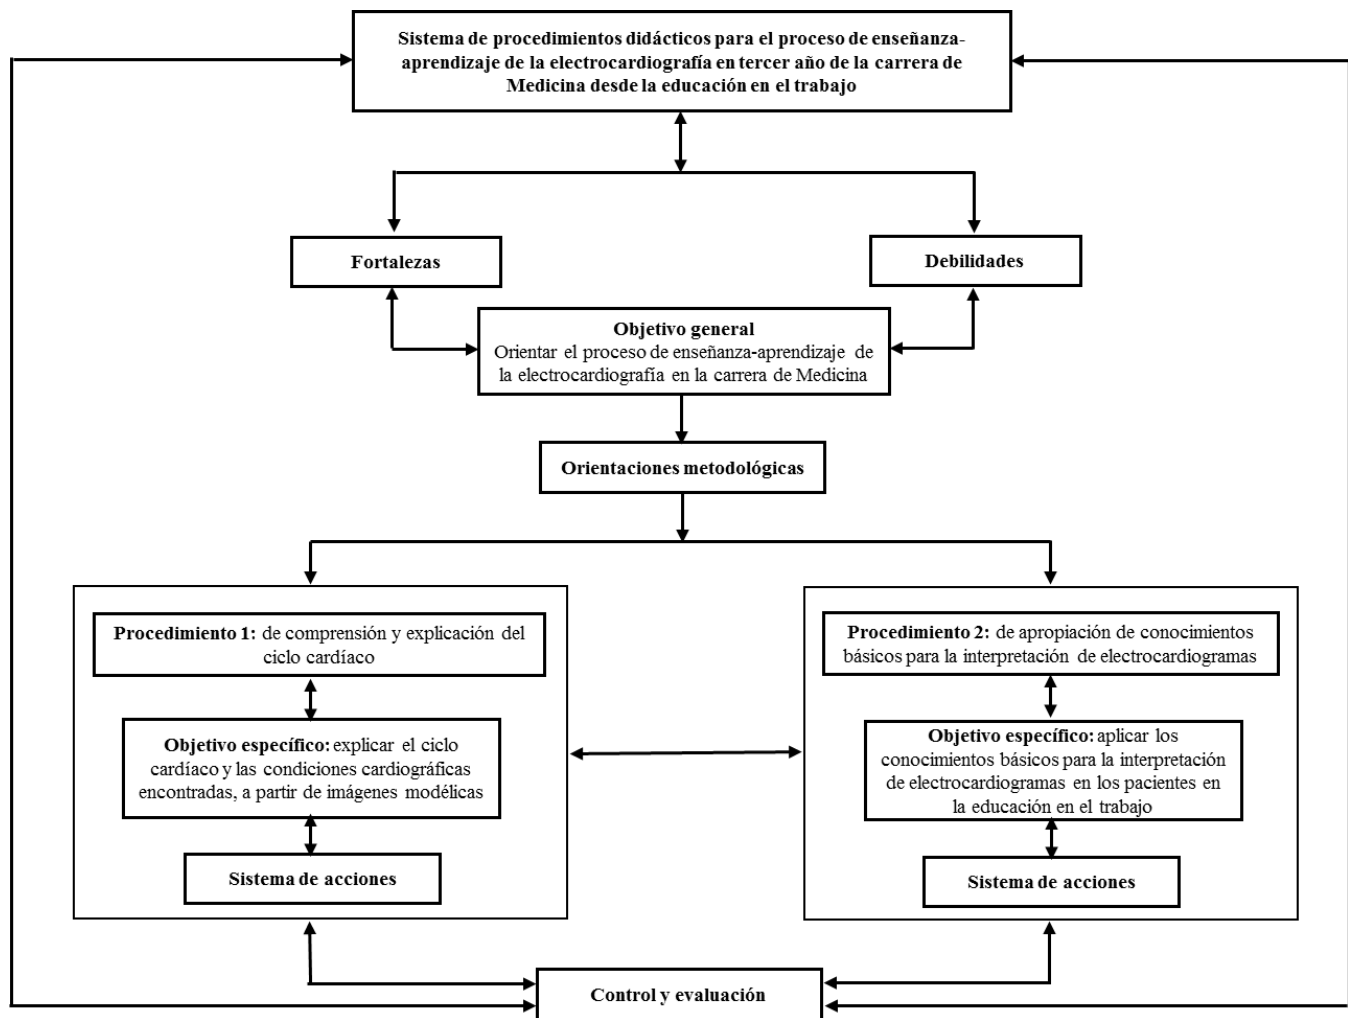 Sistema de procedimientos didácticos para el proceso de enseñanza-
aprendizaje de la electrocardiografía en tercer año de la carrera de
Medicina desde la educación en el trabajo
Fortalezas
Debilidades
Objetivo general
Orientar el proceso de enseñanza-aprendizaje de
la electrocardiografía en la carrera de Medicina
Orientaciones metodológicas
Procedimiento 1: de comprensión y explicación del
ciclo cardíaco
Objetivo específico: explicar el ciclo
cardíaco y las condiciones cardiográficas
encontradas, a partir de imágenes modélicas
Sistema de acciones
Procedimiento 2: de apropiación de conocimientos
básicos para la interpretación de electrocardiogramas
Objetivo específico: aplicar los
conocimientos básicos para la interpretación
de electrocardiogramas en los pacientes en
la educación en el trabajo
Sistema de acciones
Control y evaluación